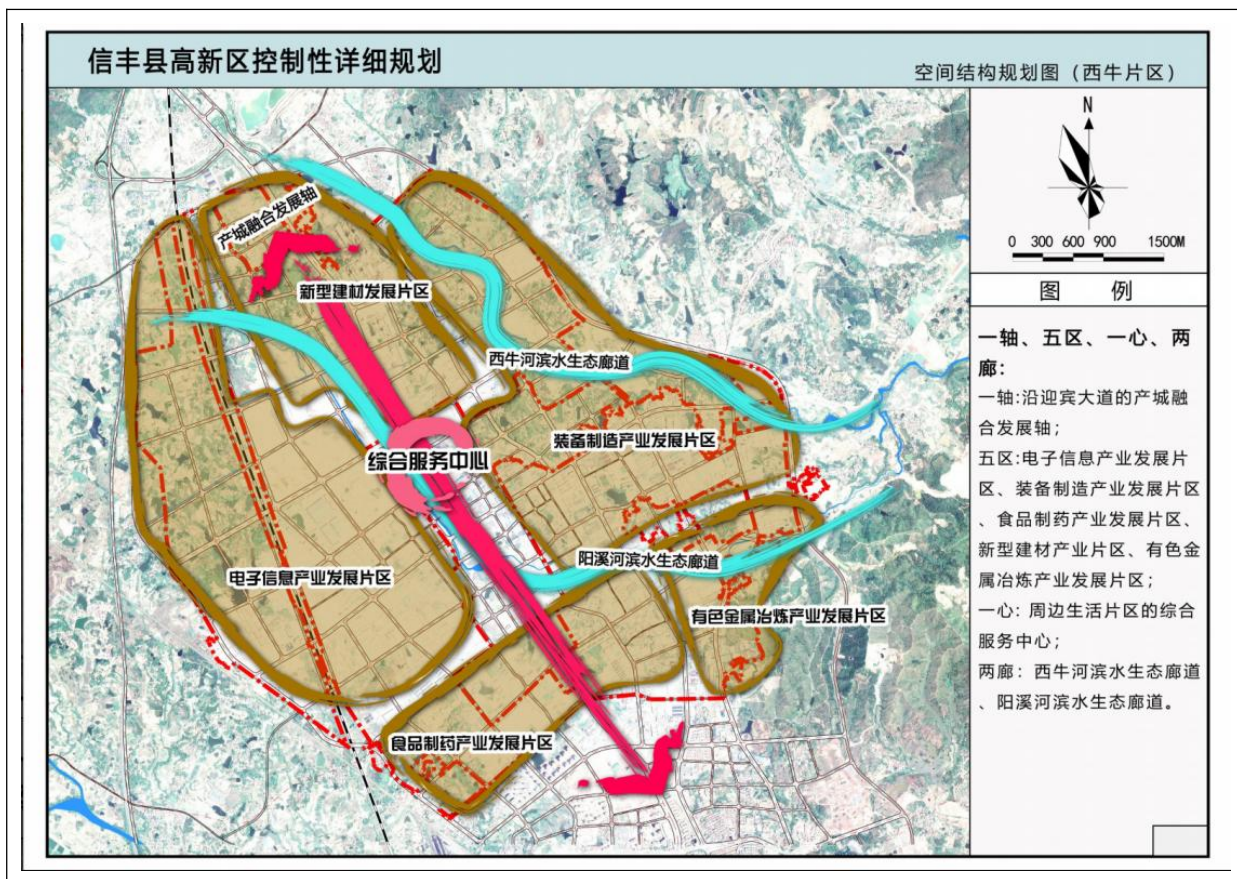 信丰县高新区控制性详细规划
空间结构规划图（西牛片区）
N
0 300 600 900 1500M
产城融合发展轴
新型建材发展片区
西牛河滨水生态廊道
装备制造产业发展片区
综合服务中心
阳溪河滨水生态廊道
电子信息产业发展片区
有色金属冶炼产业发展片区
食品制药产业发展片区
图 例
一轴、五区、一心、两
廊：
一轴:沿迎宾大道的产城融
合发展轴；
五区:电子信息产业发展片
区、装备制造产业发展片区
、食品制药产业发展片区、
新型建材产业片区、有色金
属冶炼产业发展片区；
一心：周边生活片区的综合
服务中心；
两廊：西牛河滨水生态廊道
、阳溪河滨水生态廊道。